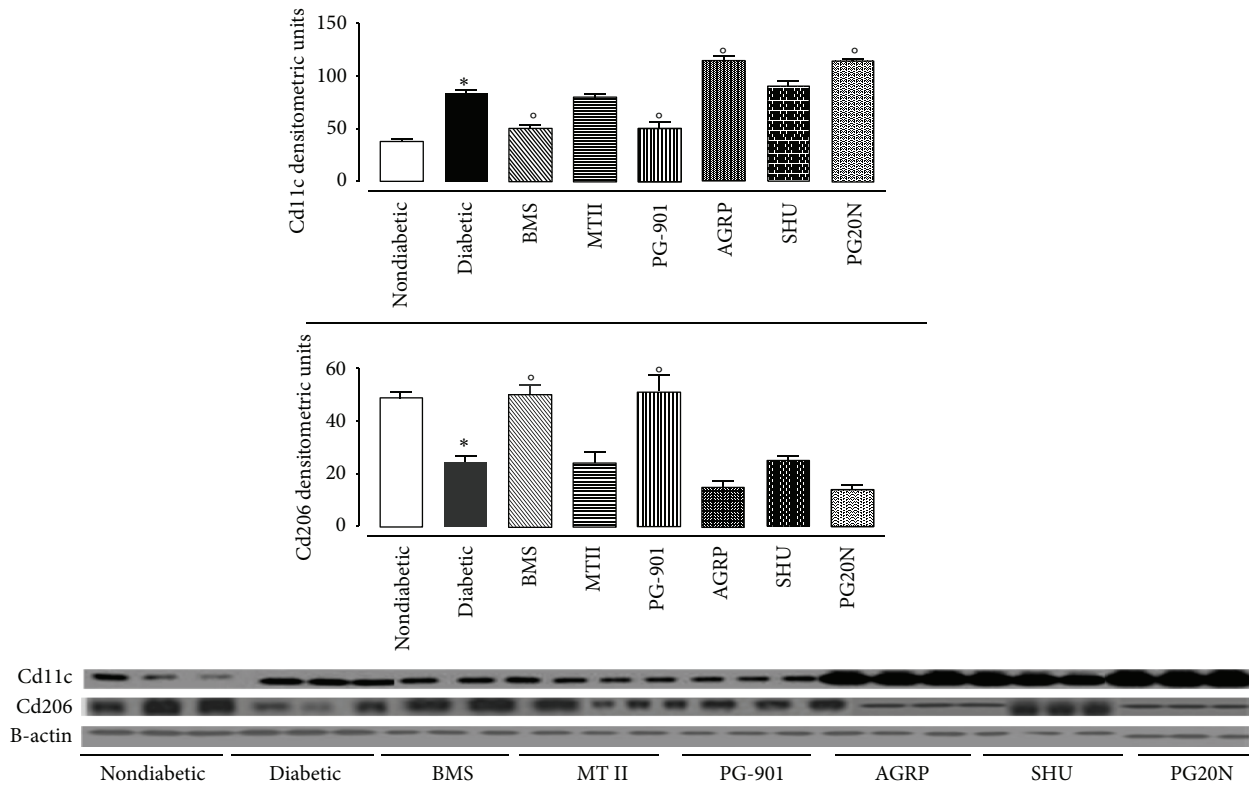 Cd11c densitometric units
150
100
50
0
*
°
°
°
°
Nondiabetic
Diabetic
BMS
MTII
PG-901
AGRP
SHU
PG20N
Cd206 densitometric units
60
40
20
0
*
°
°
Nondiabetic
Diabetic
BMS
MTII
PG-901
AGRP
SHU
PG20N
Cd11c
Cd206
B-actin
Nondiabetic Diabetic BMS MT II PG-901 AGRP SHU PG20N